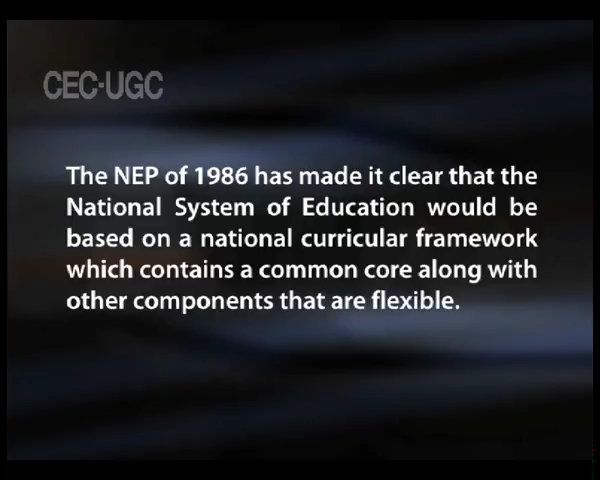 CEC-UGC
The NEP of 1986 has made it clear that the
National System of Education would be
based on a national curricular framework
which contains a common core along with
other components that are flexible.